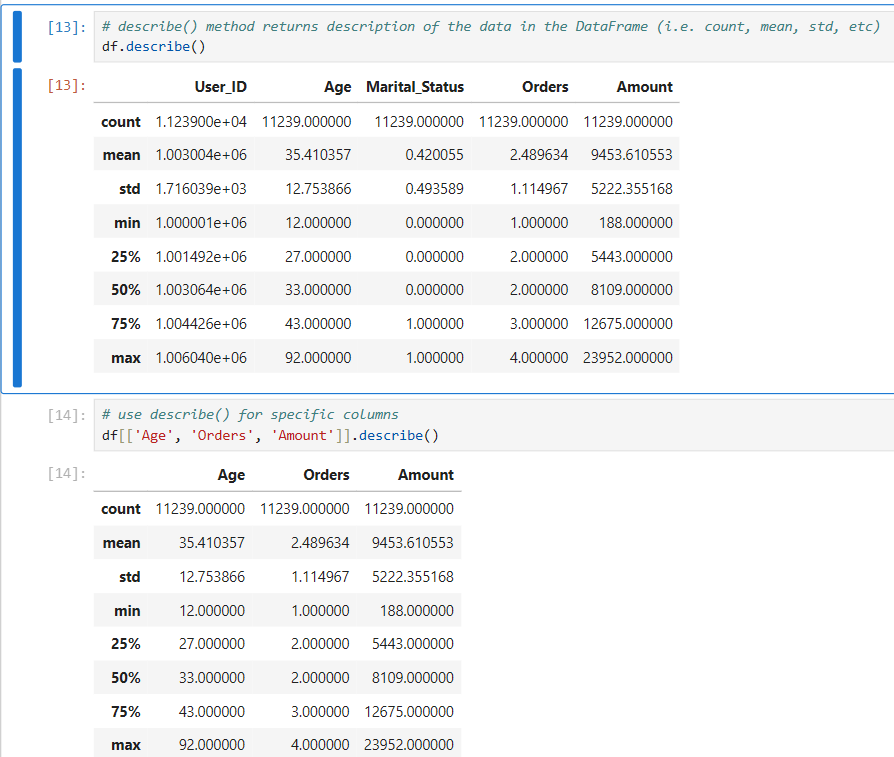 [13]: # describe() method returns description of the data in the DataFrame (i.e. count, mean, std, etc)
df.describe()
[13]: User_ID Age Marital_Status Orders Amount
count 1.123900e+04 11239.000000 11239.000000 11239.000000 11239.000000
mean 1.003004e+06 35.410357 0.420055 2.489634 9453.610553
std 1.716039e+03 12.753866 0.493589 1.114967 5222.355168
min 1.000001e+06 12.000000 0.000000 1.000000 188.000000
25% 1.001492e+06 27.000000 0.000000 2.000000 5443.000000
50% 1.003064e+06 33.000000 0.000000 2.000000 8109.000000
75% 1.004426e+06 43.000000 1.000000 3.000000 12675.000000
max 1.006040e+06 92.000000 1.000000 4.000000 23952.000000
[14]: # use describe() for specific columns
df[['Age', 'Orders', 'Amount']].describe()
[14]: Age Orders Amount
count 11239.000000 11239.000000 11239.000000
mean 35.410357 2.489634 9453.610553
std 12.753866 1.114967 5222.355168
min 12.000000 1.000000 188.000000
25% 27.000000 2.000000 5443.000000
50% 33.000000 2.000000 8109.000000
75% 43.000000 3.000000 12675.000000
max 92.000000 4.000000 23952.000000